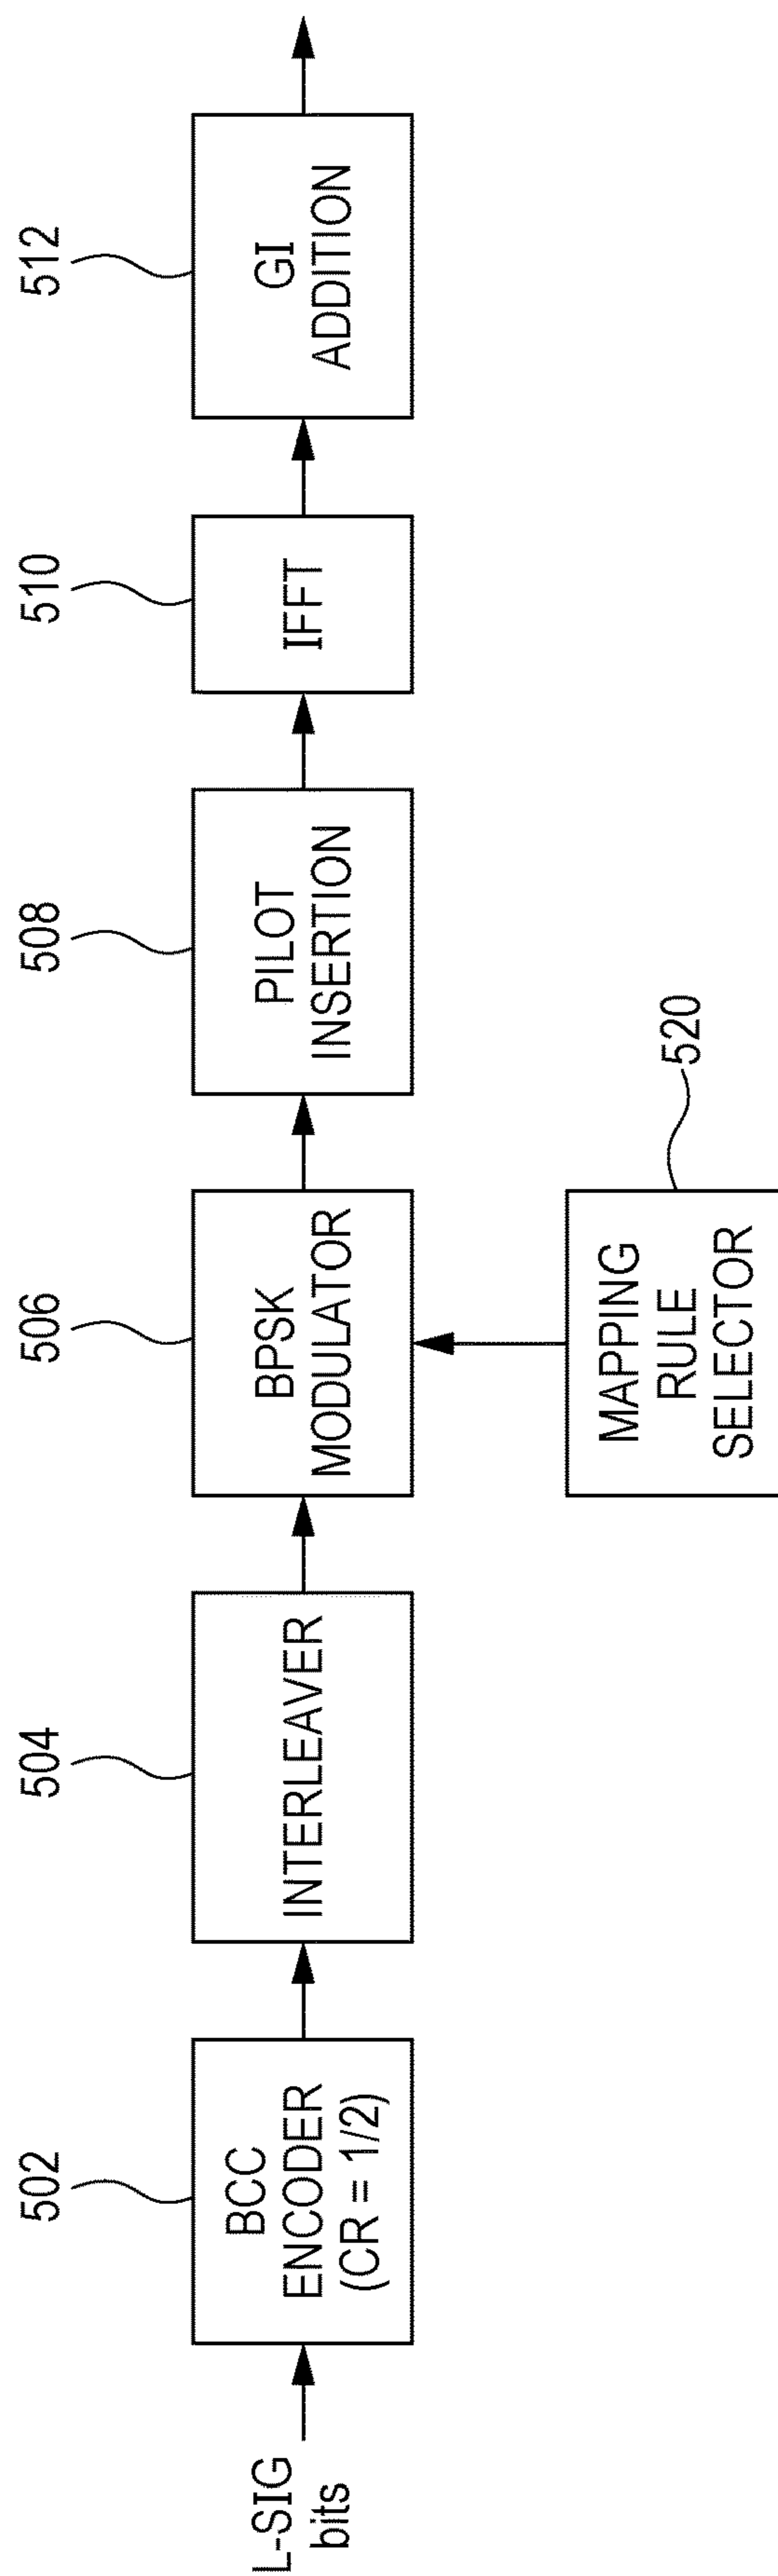 L-SIG
bits
502
BCC
ENCODER
(CR = 1/2)
504
INTERLEAVER
506
BPSK
MODULATOR
508
PILOT
INSERTION
510
IFFT
512
GI
ADDITION
MAPPING
RULE
SELECTOR
520